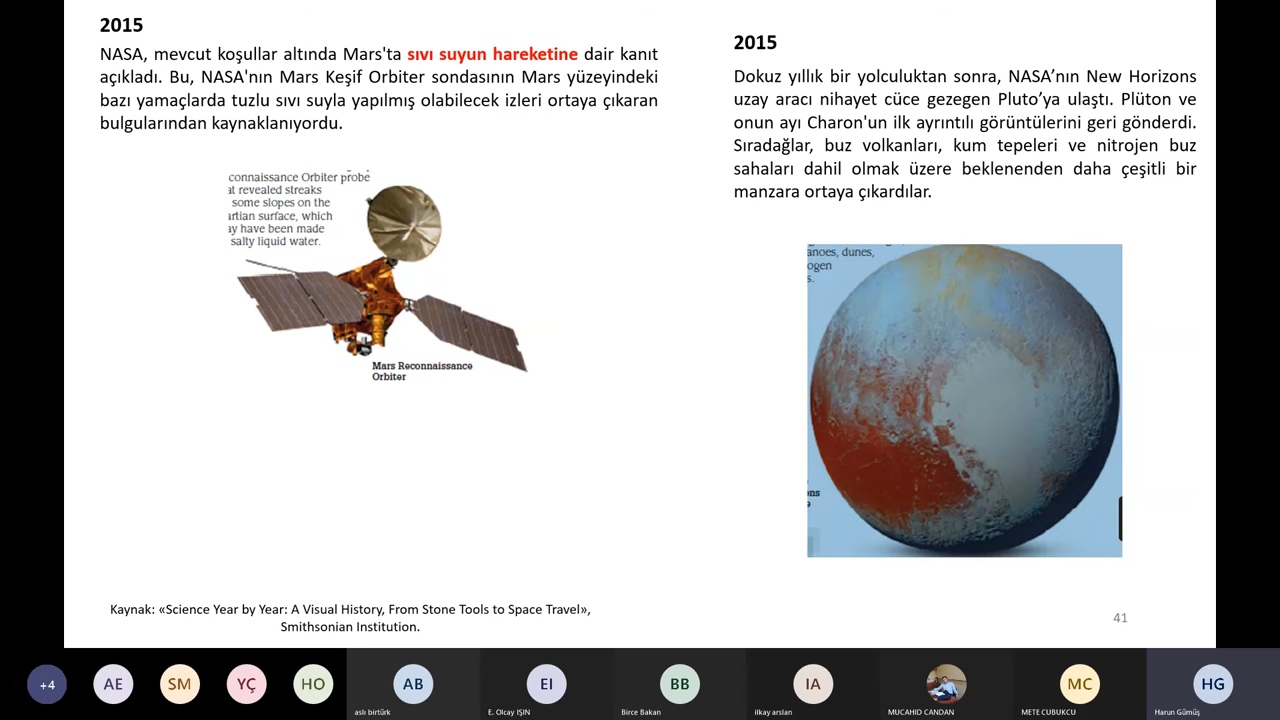 2015
NASA, mevcut koşullar altında Mars'ta sıvı suyun hareketine dair kanıt
açıkladı. Bu, NASA'nın Mars Keşif Orbiter sondasının Mars yüzeyindeki
bazı yamaçlarda tuzlu sıvı suyla yapılmış olabilecek izleri ortaya çıkaran
bulgularından kaynaklanıyordu.
connaissance Orbiter probe
at revealed streaks
some slopes on the
artian surface, which
ay have been made
salty liquid water.
Mars Reconnaissance
Orbiter
2015
Dokuz yıllık bir yolculuktan sonra, NASA’nın New Horizons
uzay aracı nihayet cüce gezegen Pluto’ya ulaştı. Plüton ve
onun ayı Charon'un ilk ayrıntılı görüntülerini geri gönderdi.
Sıradağlar, buz volkanları, kum tepeleri ve nitrojen buz
sahaları dahil olmak üzere beklenenden daha çeşitli bir
manzara ortaya çıkardılar.
anoes, dunes,
ogen
s.
ons
Kaynak: «Science Year by Year: A Visual History, From Stone Tools to Space Travel»,
Smithsonian Institution.
41
+4
AE
SM
YÇ
HO
AB
aslı birtürk
EI
E. Olcay IŞIN
BB
Birce Bakan
IA
ilkay arslan
MUCAHID CANDAN
MC
METE CUBUKCU
HG
Harun Gümüş